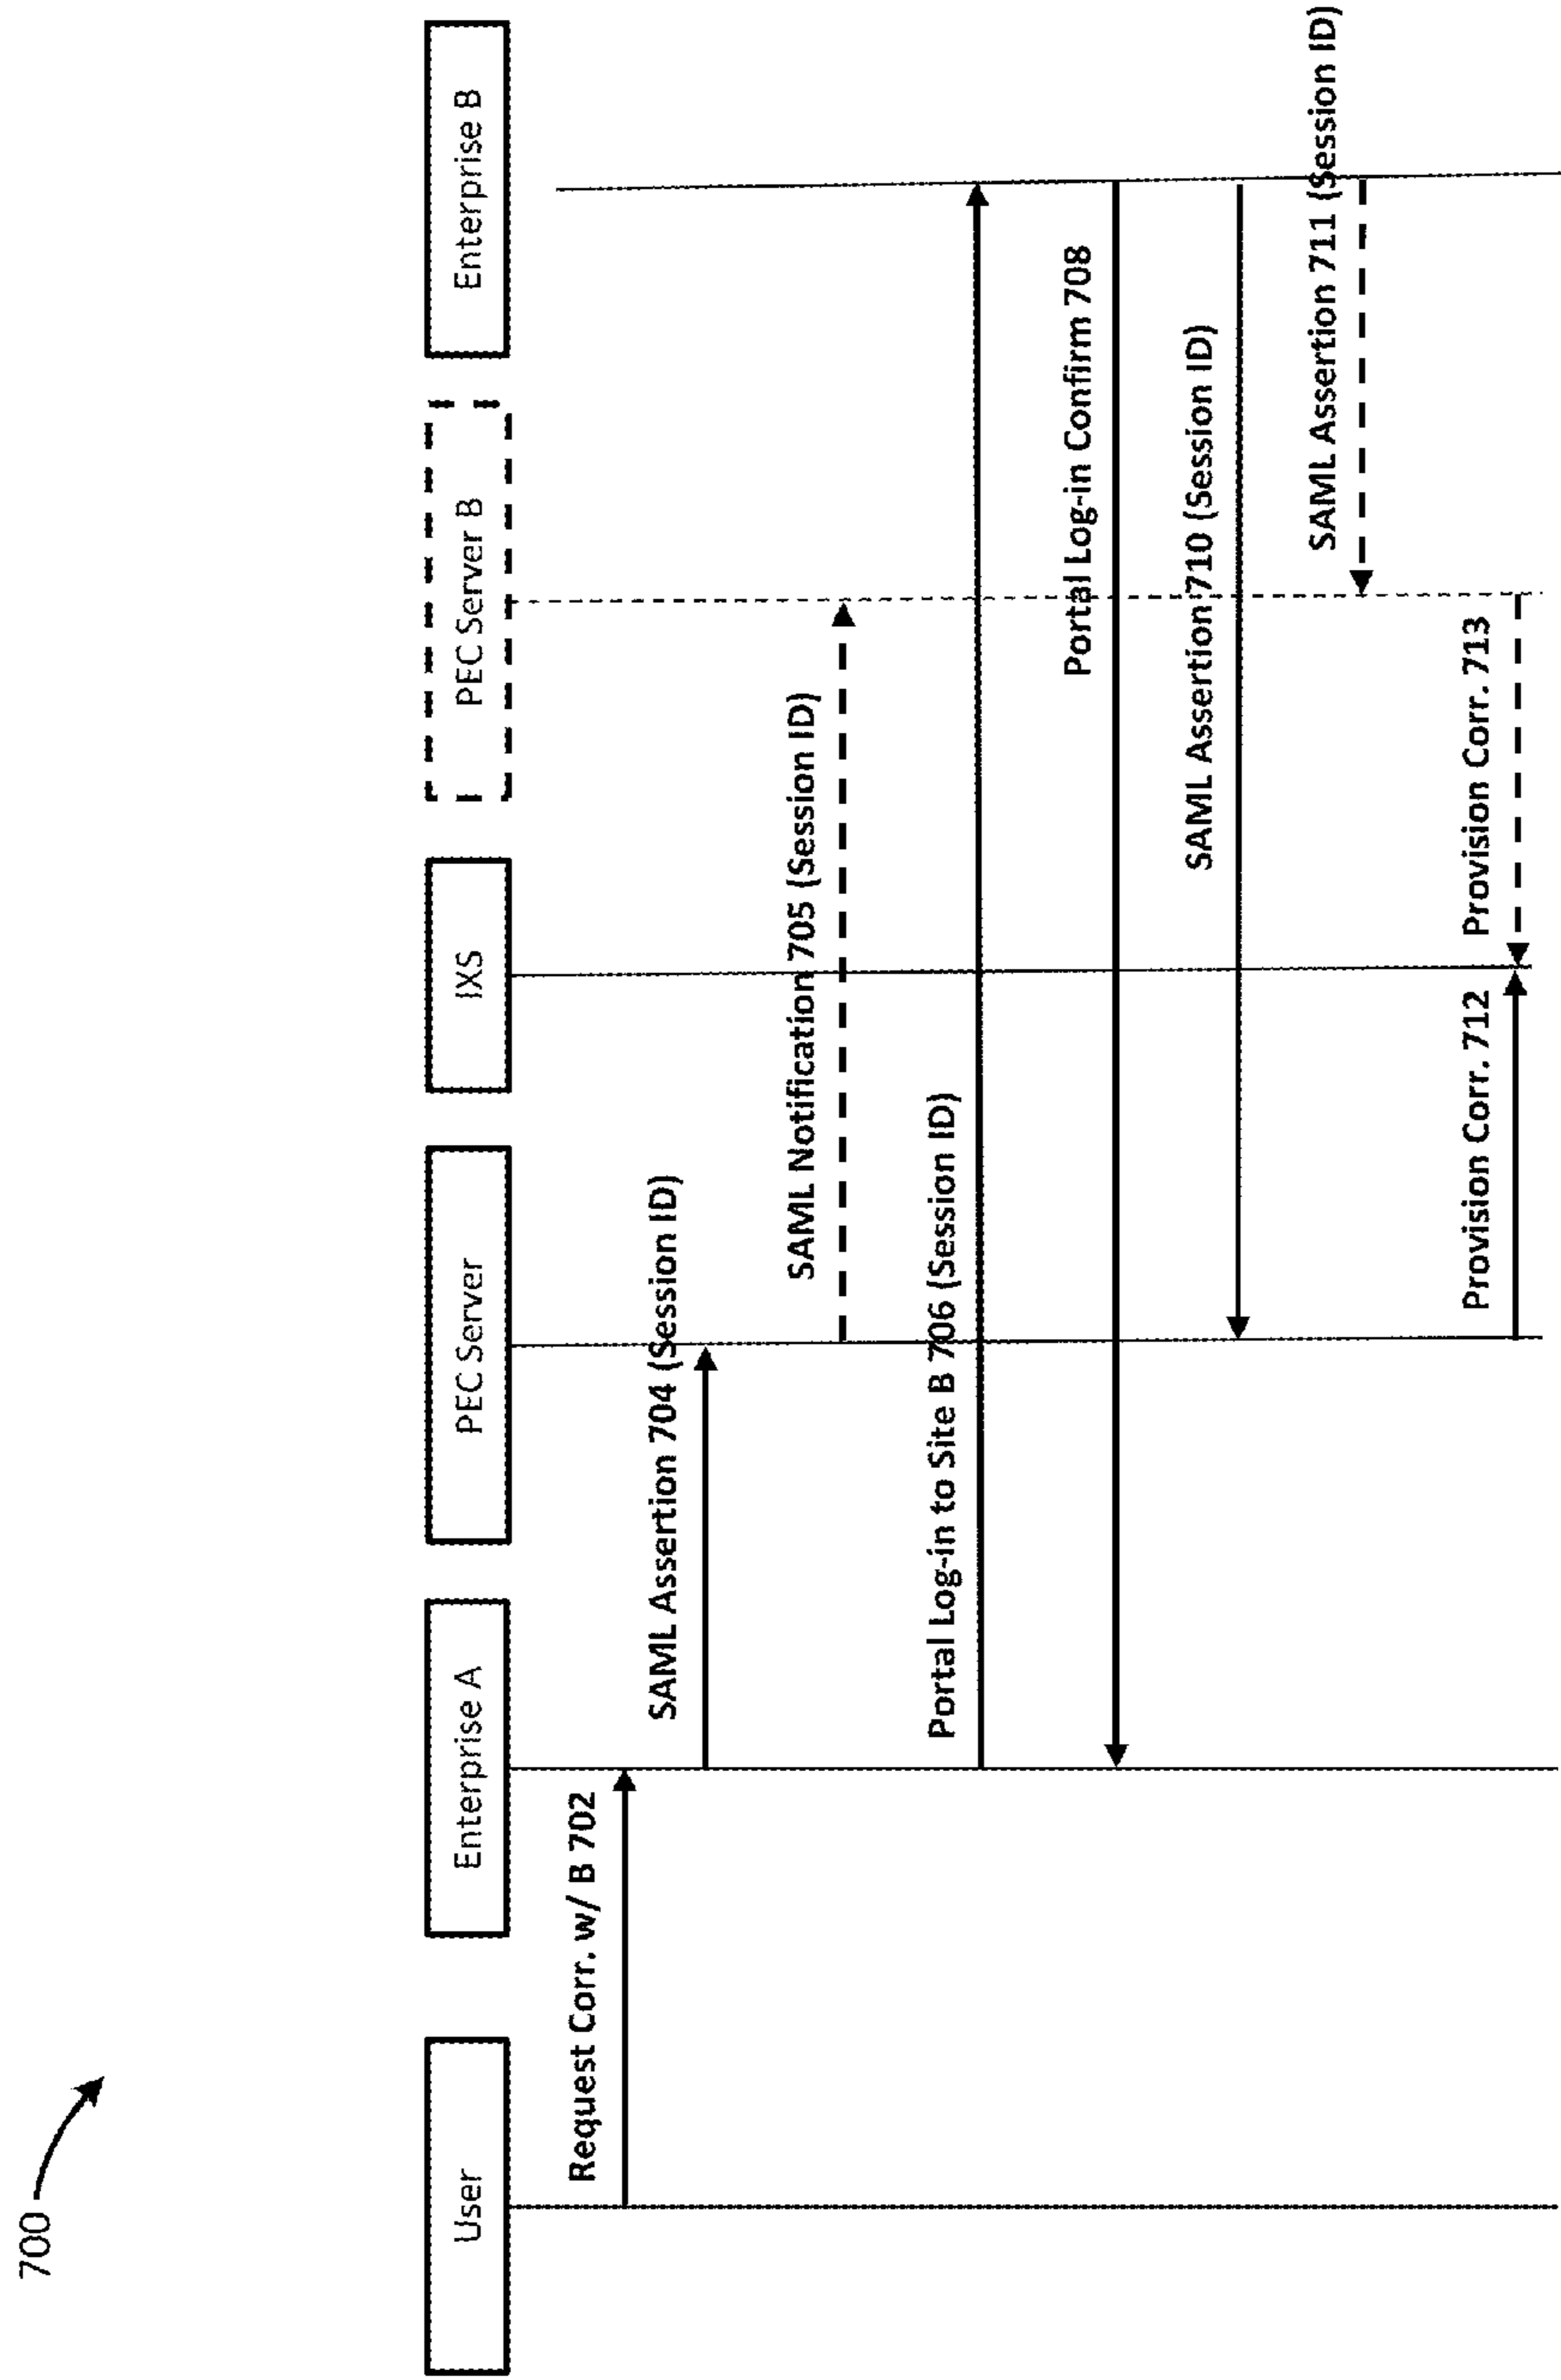 700
User
Enterprise A
PEC Server
IXS
PEC Server B
Enterprise B
Request Corr. w/ B 702
SAML Assertion 704 (Session ID)
SAML Notification 705 (Session ID)
Portal Log-in to Site B 706 (Session ID)
Portal Log-in Confirm 708
SAML Assertion 710 (Session ID)
SAML Assertion 711 (Session ID)
Provision Corr. 712
Provision Corr. 713